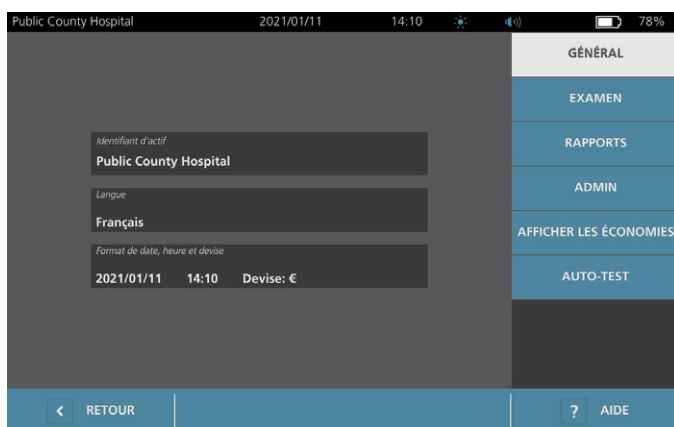 Public County Hospital 2021/01/11 14:10 78%
GÉNÉRAL
EXAMEN
RAPPORTS
ADMIN
AFFICHER LES ÉCONOMIES
AUTO-TEST
Identifiant d'actif
Public County Hospital
Langue
Français
Format de date, heure et devise
2021/01/11 14:10 Devise: €
< RETOUR
? AIDE